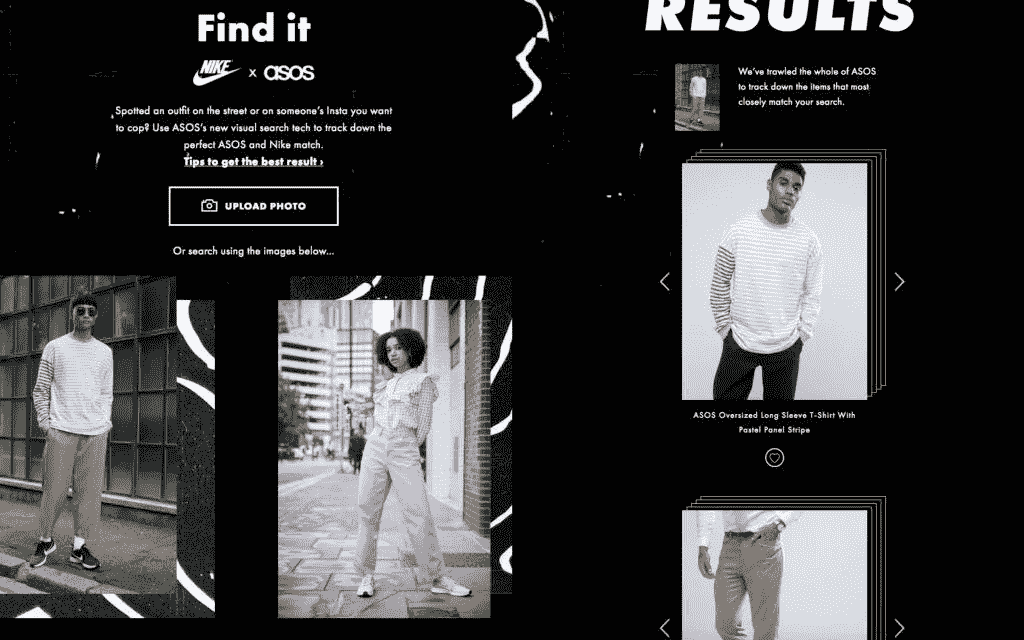 Find it
NIKE x asos
Spotted an outfit on the street or on someone's Insta you want
to cop? Use ASOS's new visual search tech to track down the
perfect ASOS and Nike match.
Tips to get the best result ›
UPLOAD PHOTO
Or search using the images below...
RESULTS
We've trawled the whole of ASOS
to track down the items that most
closely match your search.
ASOS Oversized Long Sleeve T-Shirt With
Pastel Panel Stripe